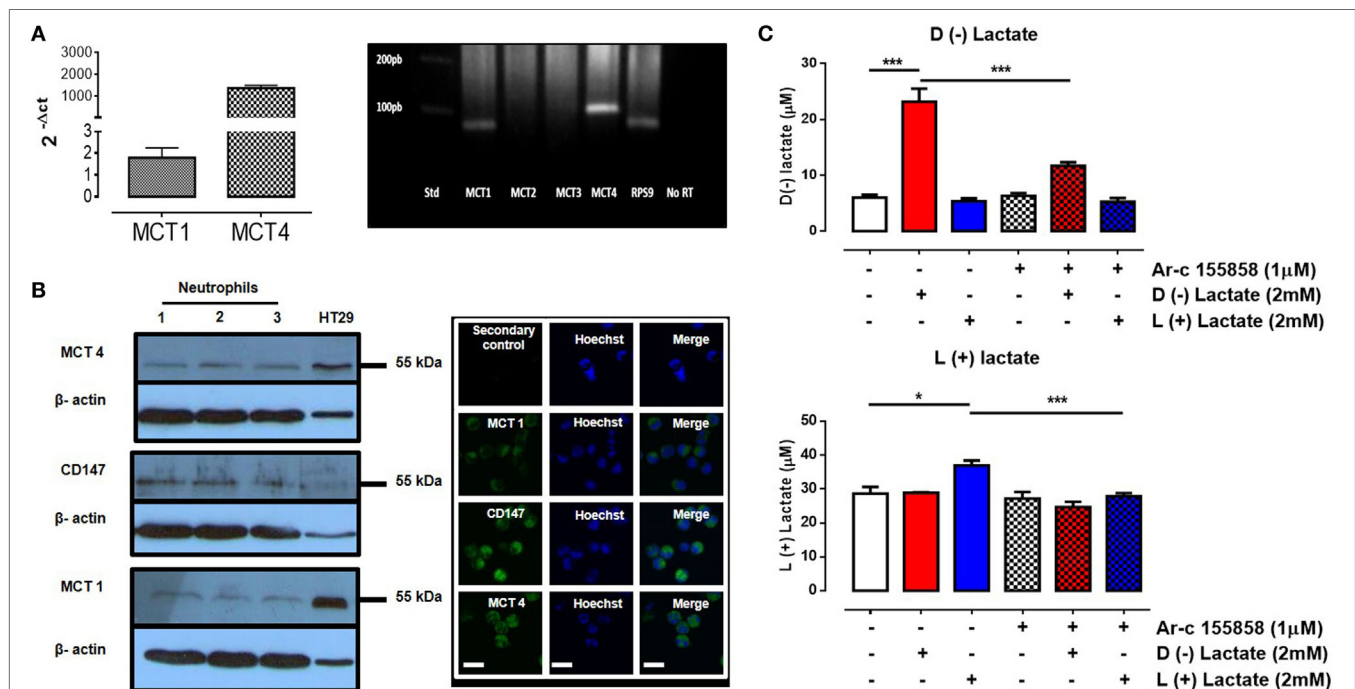 A
3000
2000
1000
3
2
1
0
2 -Δct
MCT1 MCT4
200pb
100pb
Std MCT1 MCT2 MCT3 MCT4 RPS9 No RT
B
Neutrophils
1 2 3 HT29
MCT 4
55 kDa
β- actin
CD147
55 kDa
β- actin
MCT 1
55 kDa
β- actin
Secondary control Hoechst Merge
MCT 1 Hoechst Merge
CD147 Hoechst Merge
MCT 4 Hoechst Merge
C
D (-) Lactate
30
20
10
0
D(-) lactate (μM)
*** ***
- - - + + + Ar-c 155858 (1μM)
- + - - + - D (-) Lactate (2mM)
- - + - - + L (+) Lactate (2mM)
L (+) lactate
50
40
30
20
10
0
L (+) Lactate (μM)
* ***
- - - + + + Ar-c 155858 (1μM)
- + - - + - D (-) Lactate (2mM)
- - + - - + L (+) Lactate (2mM)